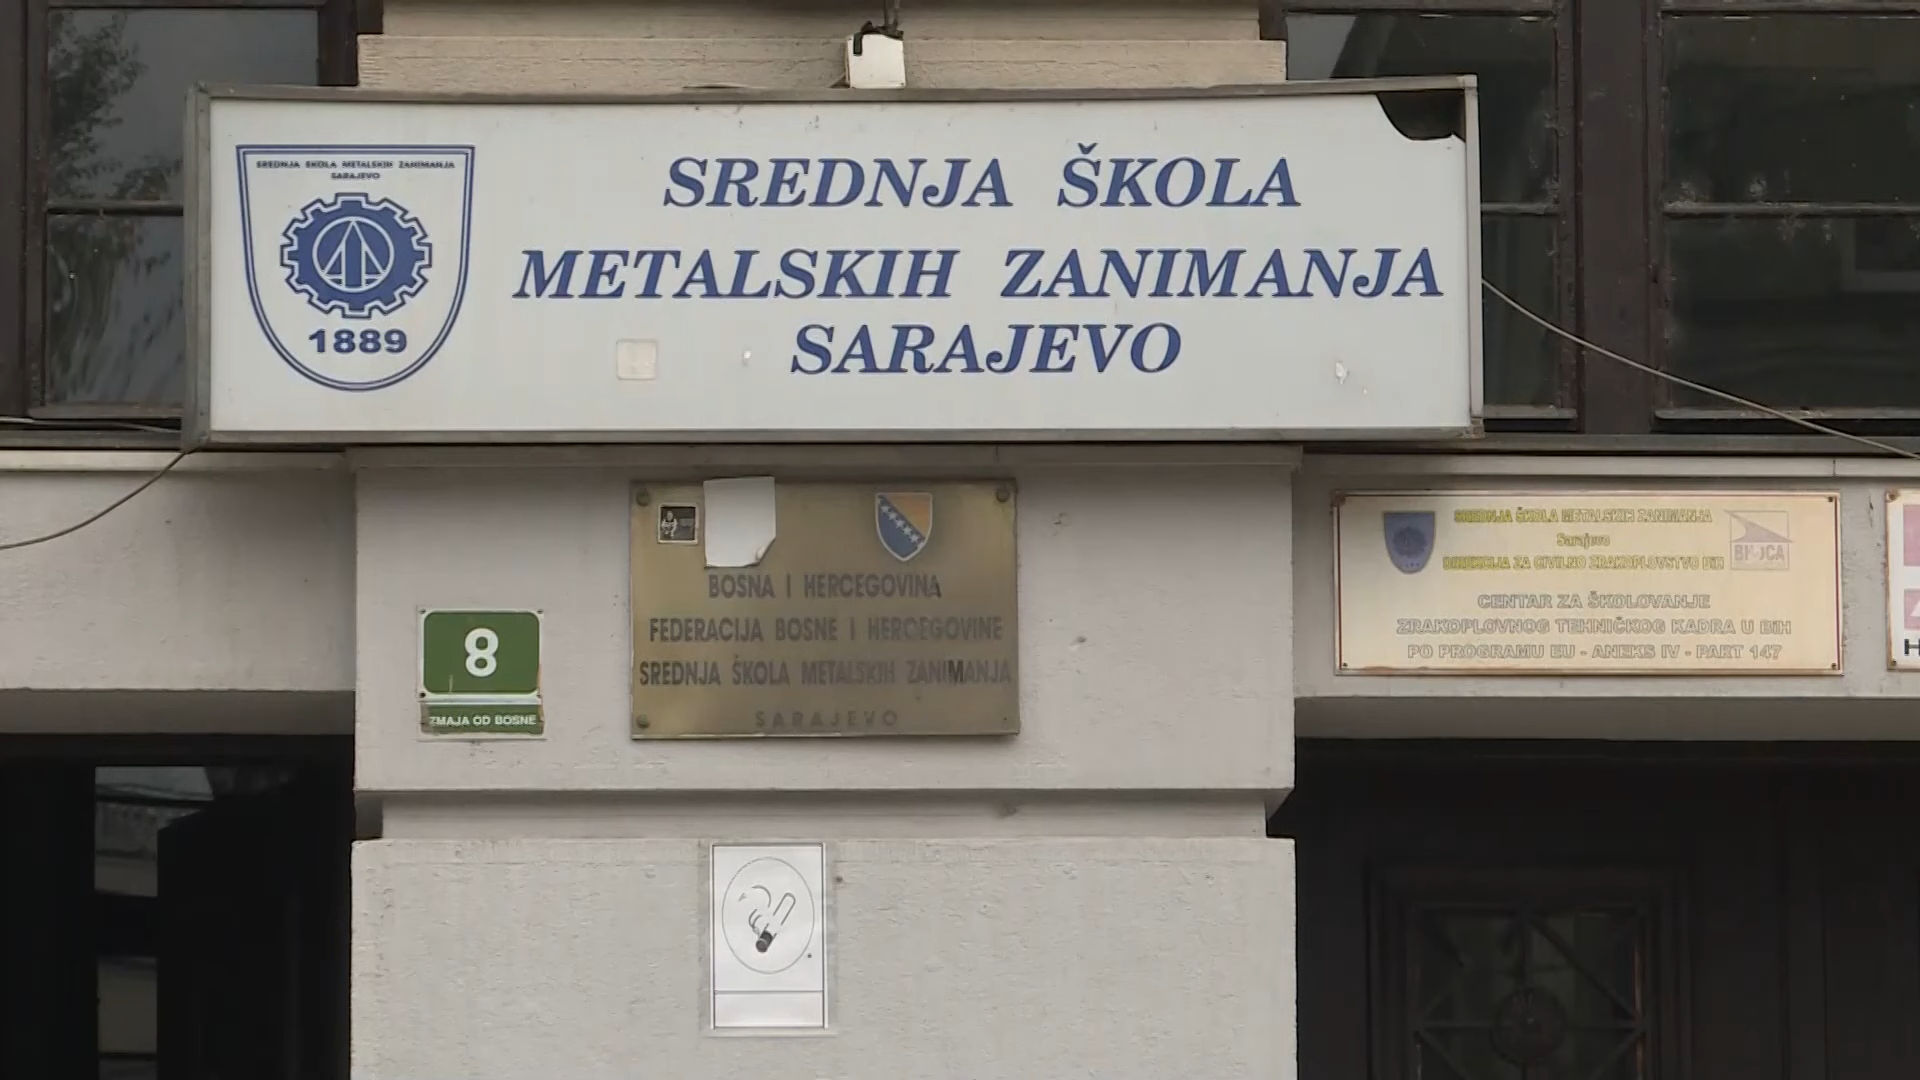 SREDNJA ŠKOLA METALSKIH ZANIMANJA
SARAJEVO
1889
SREDNJA ŠKOLA
METALSKIH ZANIMANJA
SARAJEVO
8
ZMAJA OD BOSNE
BOSNA I HERCEGOVINA
FEDERACIJA BOSNE I HERCEGOVINE
SREDNJA ŠKOLA METALSKIH ZANIMANJA
SARAJEVO
SREDNJA ŠKOLA METALSKIH ZANIMANJA
Sarajevo
DIREKCIJA ZA CIVILNO ZRAKOPLOVSTVO BiH
CENTAR ZA ŠKOLOVANJE
ZRAKOPLOVNOG TEHNIČKOG KADRA U BiH
PO PROGRAMU EU - ANEKS IV - PART 147